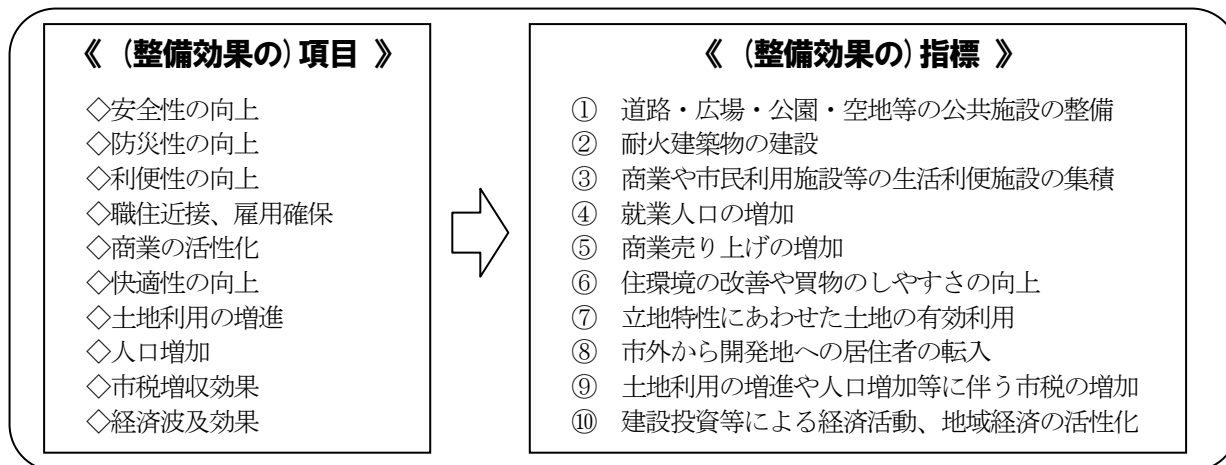 《 (整備効果の)項目 》
◇安全性の向上
◇防災性の向上
◇利便性の向上
◇職住近接、雇用確保
◇商業の活性化
◇快適性の向上
◇土地利用の増進
◇人口増加
◇市税増収効果
◇経済波及効果
《 (整備効果の)指標 》
① 道路・広場・公園・空地等の公共施設の整備
② 耐火建築物の建設
③ 商業や市民利用施設等の生活利便施設の集積
④ 就業人口の増加
⑤ 商業売り上げの増加
⑥ 住環境の改善や買物のしやすさの向上
⑦ 立地特性にあわせた土地の有効利用
⑧ 市外から開発地への居住者の転入
⑨ 土地利用の増進や人口増加等に伴う市税の増加
⑩ 建設投資等による経済活動、地域経済の活性化